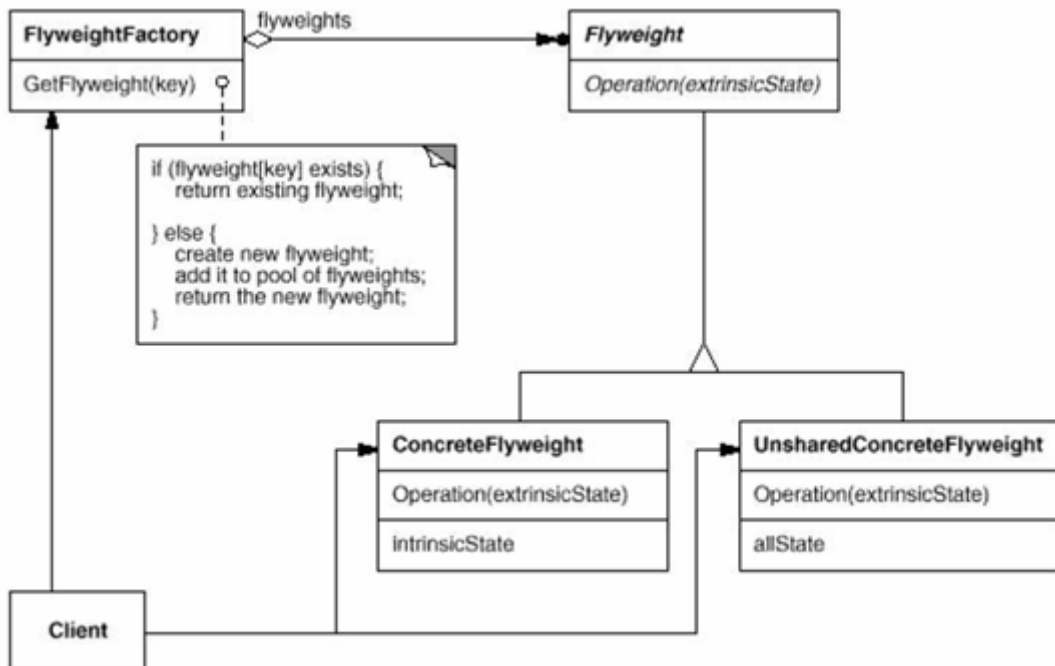 flyweights
FlyweightFactory
GetFlyweight(key)
Flyweight
Operation(extrinsicState)
if (flyweight[key] exists) {
return existing flyweight;
} else {
create new flyweight;
add it to pool of flyweights;
return the new flyweight;
}
ConcreteFlyweight
Operation(extrinsicState)
intrinsicState
UnsharedConcreteFlyweight
Operation(extrinsicState)
allState
Client